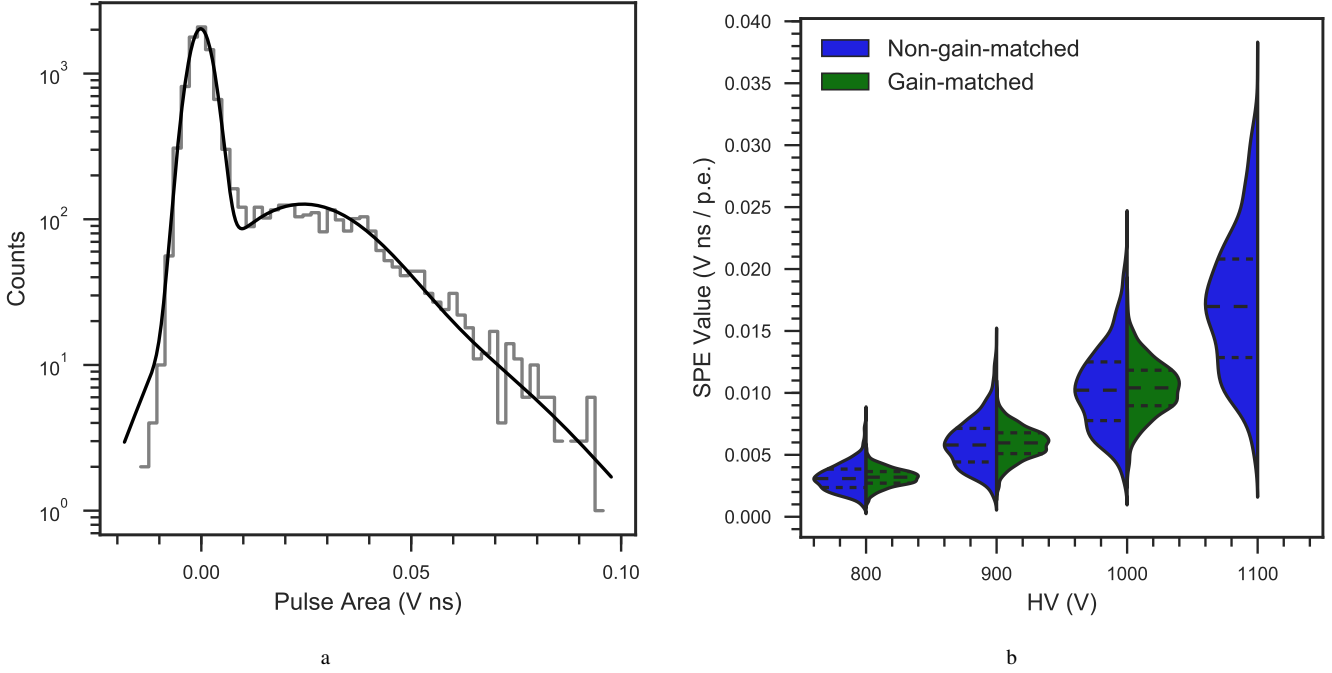 10^3
10^2
10^1
10^0
Counts
0.00 0.05 0.10
Pulse Area (V ns)
a
0.040
0.035
0.030
0.025
0.020
0.015
0.010
0.005
0.000
SPE Value (V ns / p.e.)
Non-gain-matched
Gain-matched
800 900 1000 1100
HV (V)
b